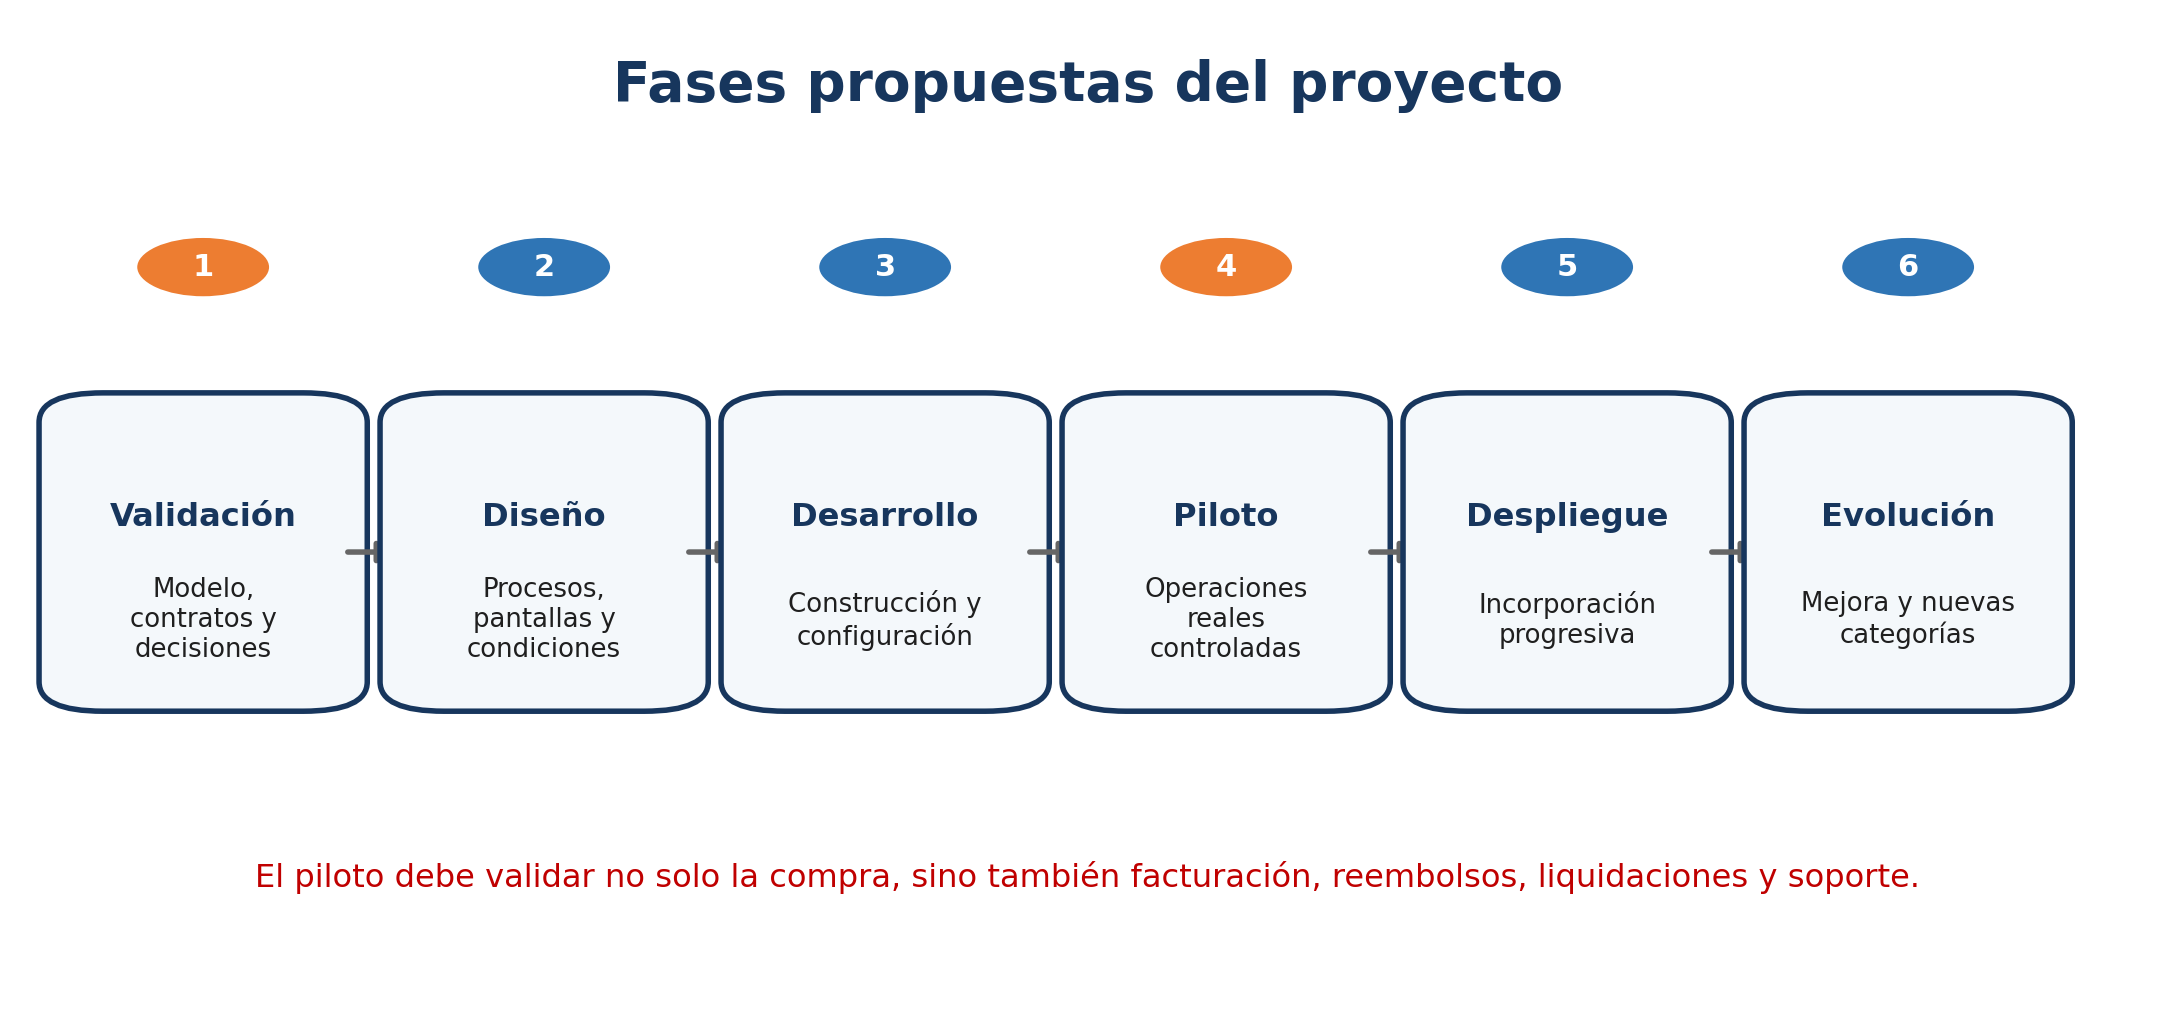 Fases propuestas del proyecto
1
2
3
4
5
6
Validación
Modelo,
contratos y
decisiones
Diseño
Procesos,
pantallas y
condiciones
Desarrollo
Construcción y
configuración
Piloto
Operaciones
reales
controladas
Despliegue
Incorporación
progresiva
Evolución
Mejora y nuevas
categorías
El piloto debe validar no solo la compra, sino también facturación, reembolsos, liquidaciones y soporte.